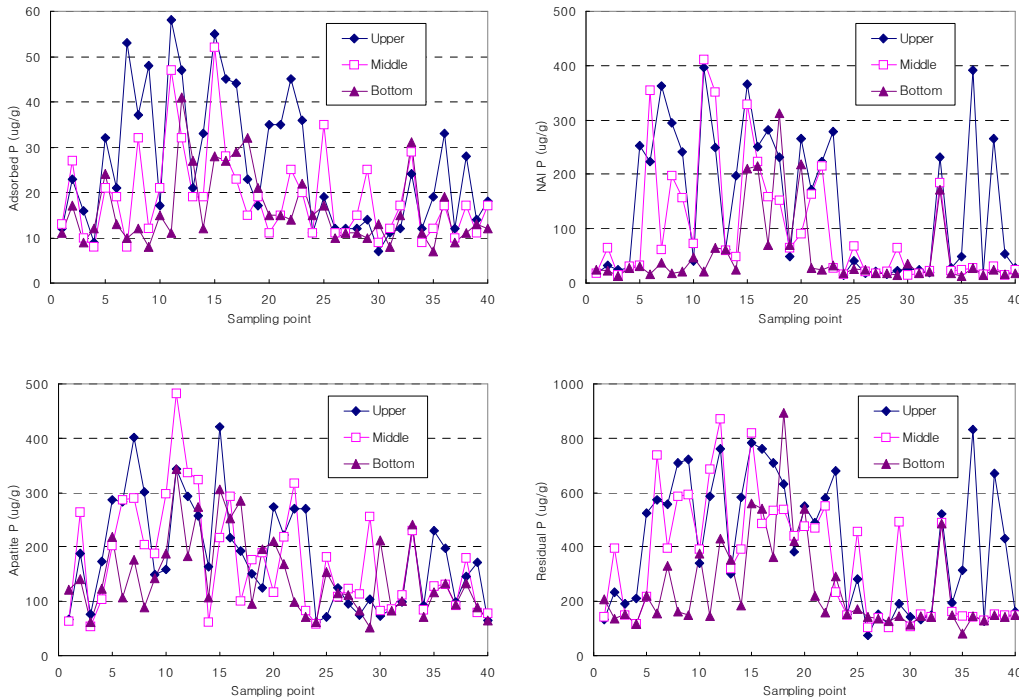 60
50
40
30
20
10
0
Adsorbed P (ug/g)
0 5 10 15 20 25 30 35 40
Sampling point
Upper
Middle
Bottom
500
400
300
200
100
0
NAI P (ug/g)
0 5 10 15 20 25 30 35 40
Sampling point
Upper
Middle
Bottom
500
400
300
200
100
0
Apatite P (ug/g)
0 5 10 15 20 25 30 35 40
Sampling point
Upper
Middle
Bottom
1000
800
600
400
200
0
Residual P (ug/g)
0 5 10 15 20 25 30 35 40
Sampling point
Upper
Middle
Bottom